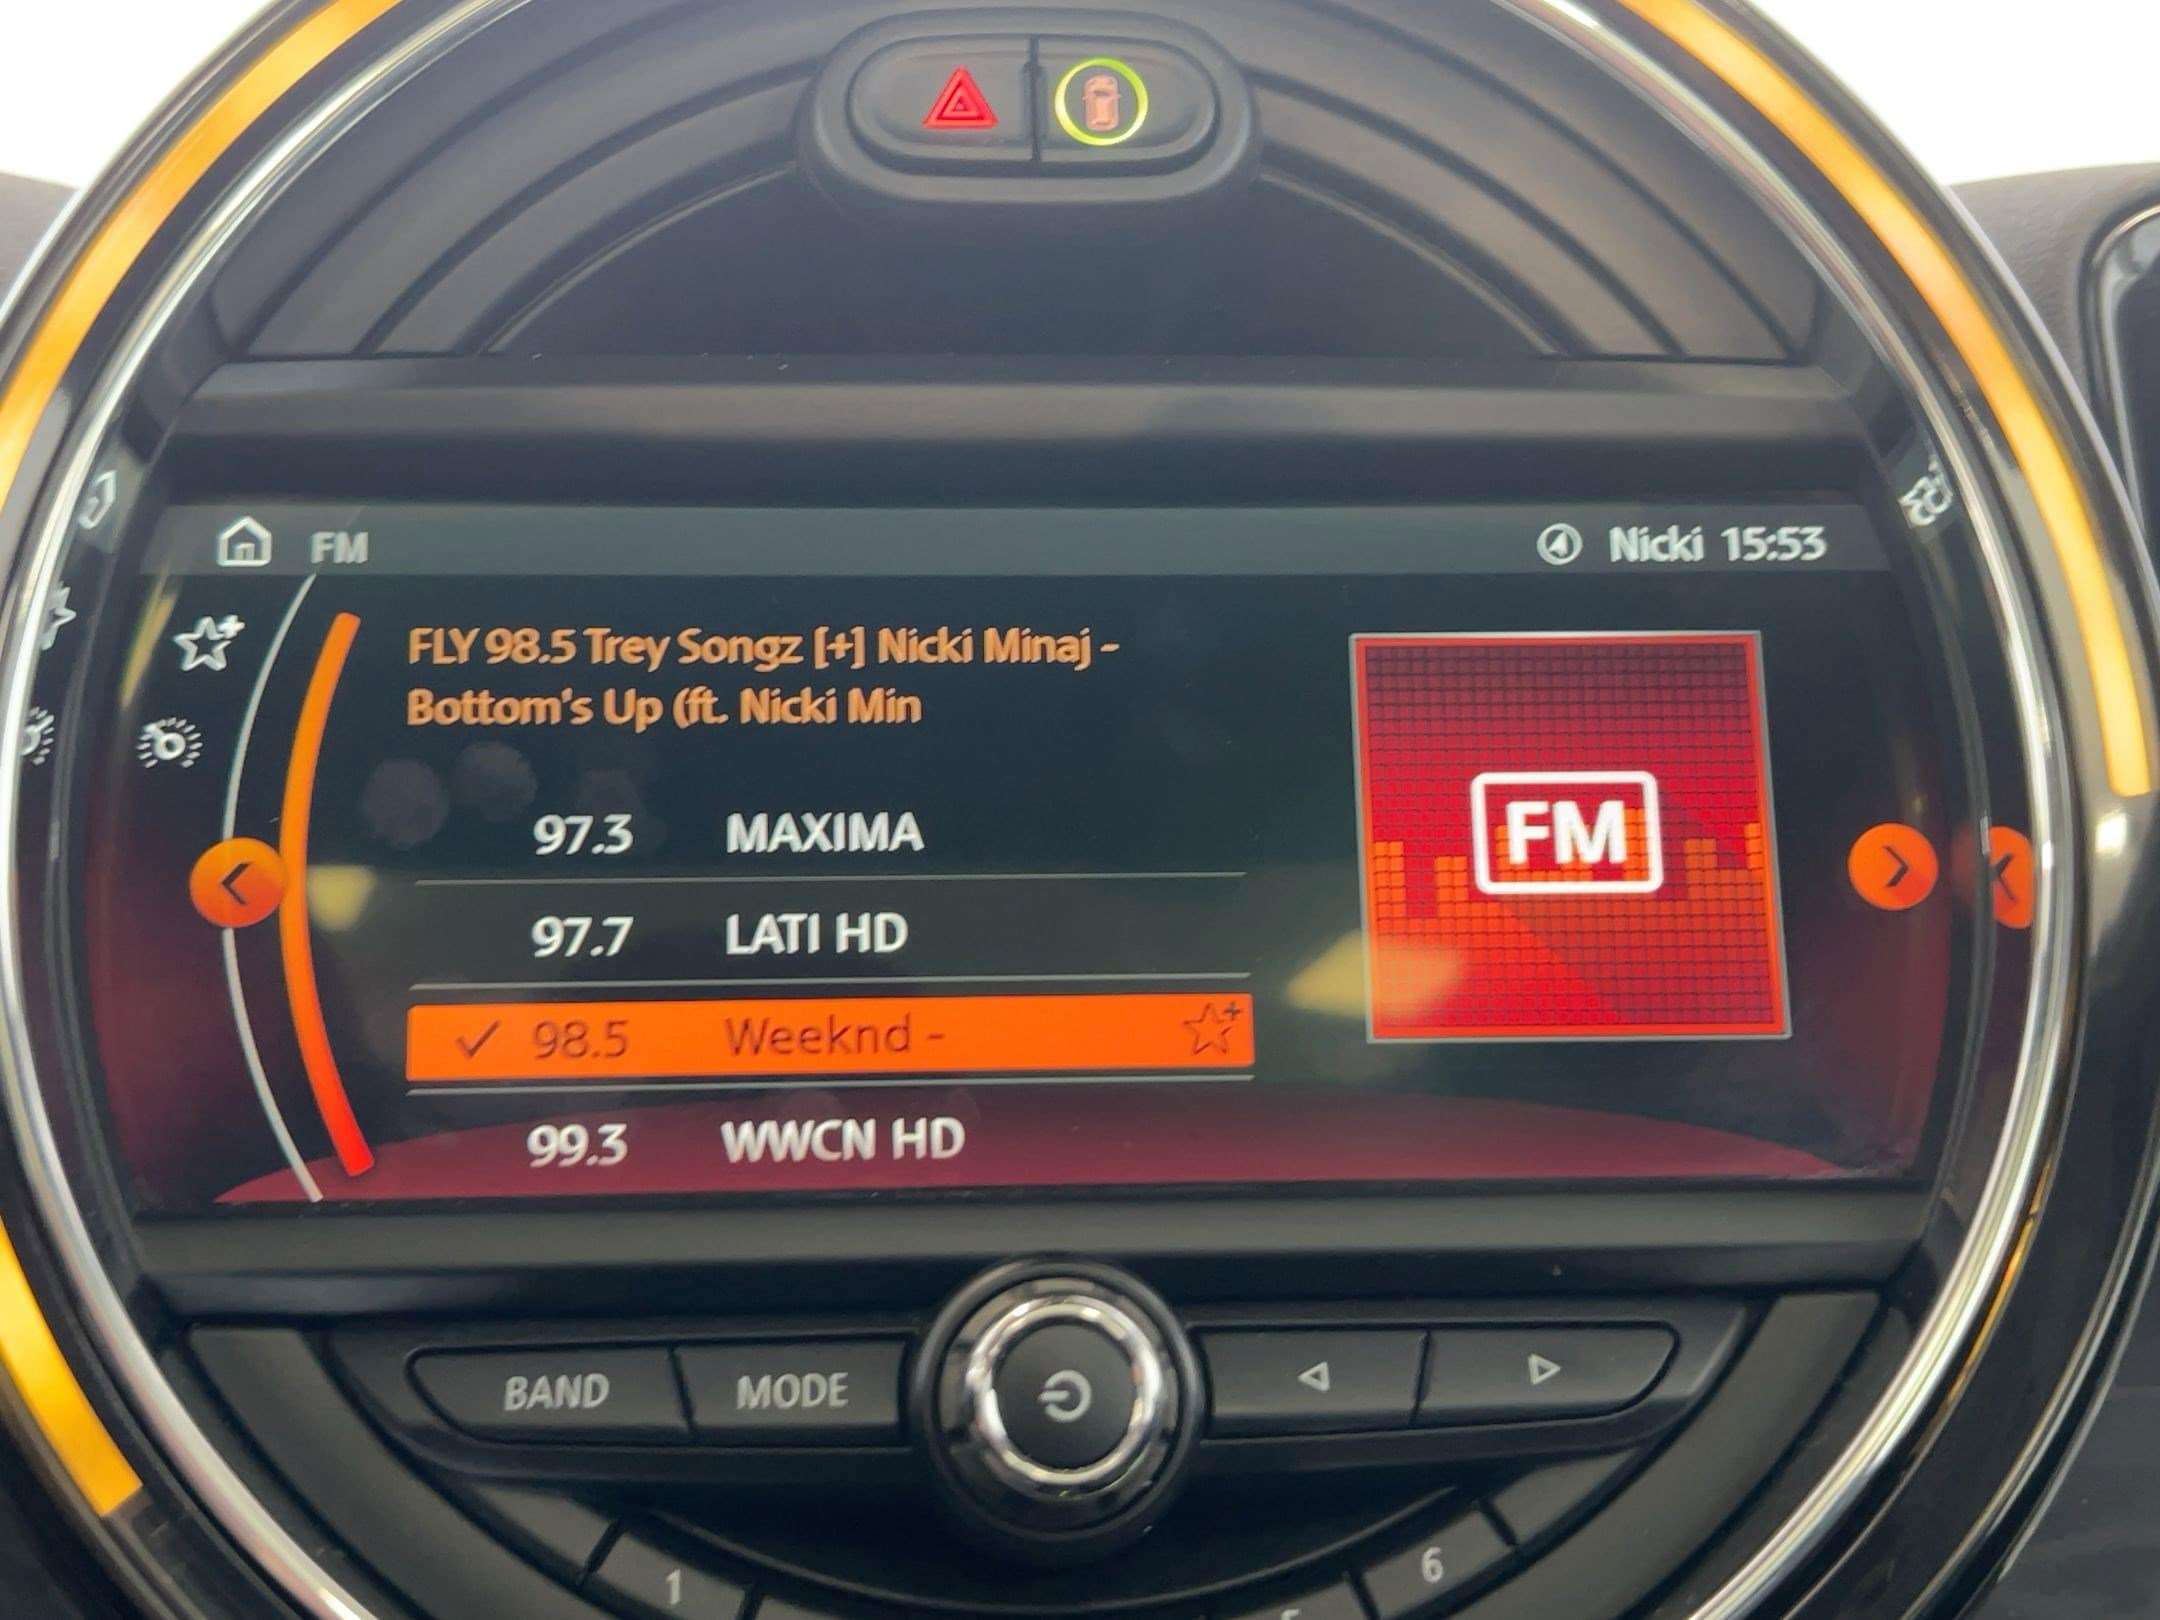 FM
Nicki 15:53
FLY 98.5 Trey Songz [+] Nicki Minaj -
Bottom's Up (ft. Nicki Min
97.3 MAXIMA
97.7 LATI HD
98.5 Weeknd -
99.3 WWCN HD
FM
BAND
MODE
1
6